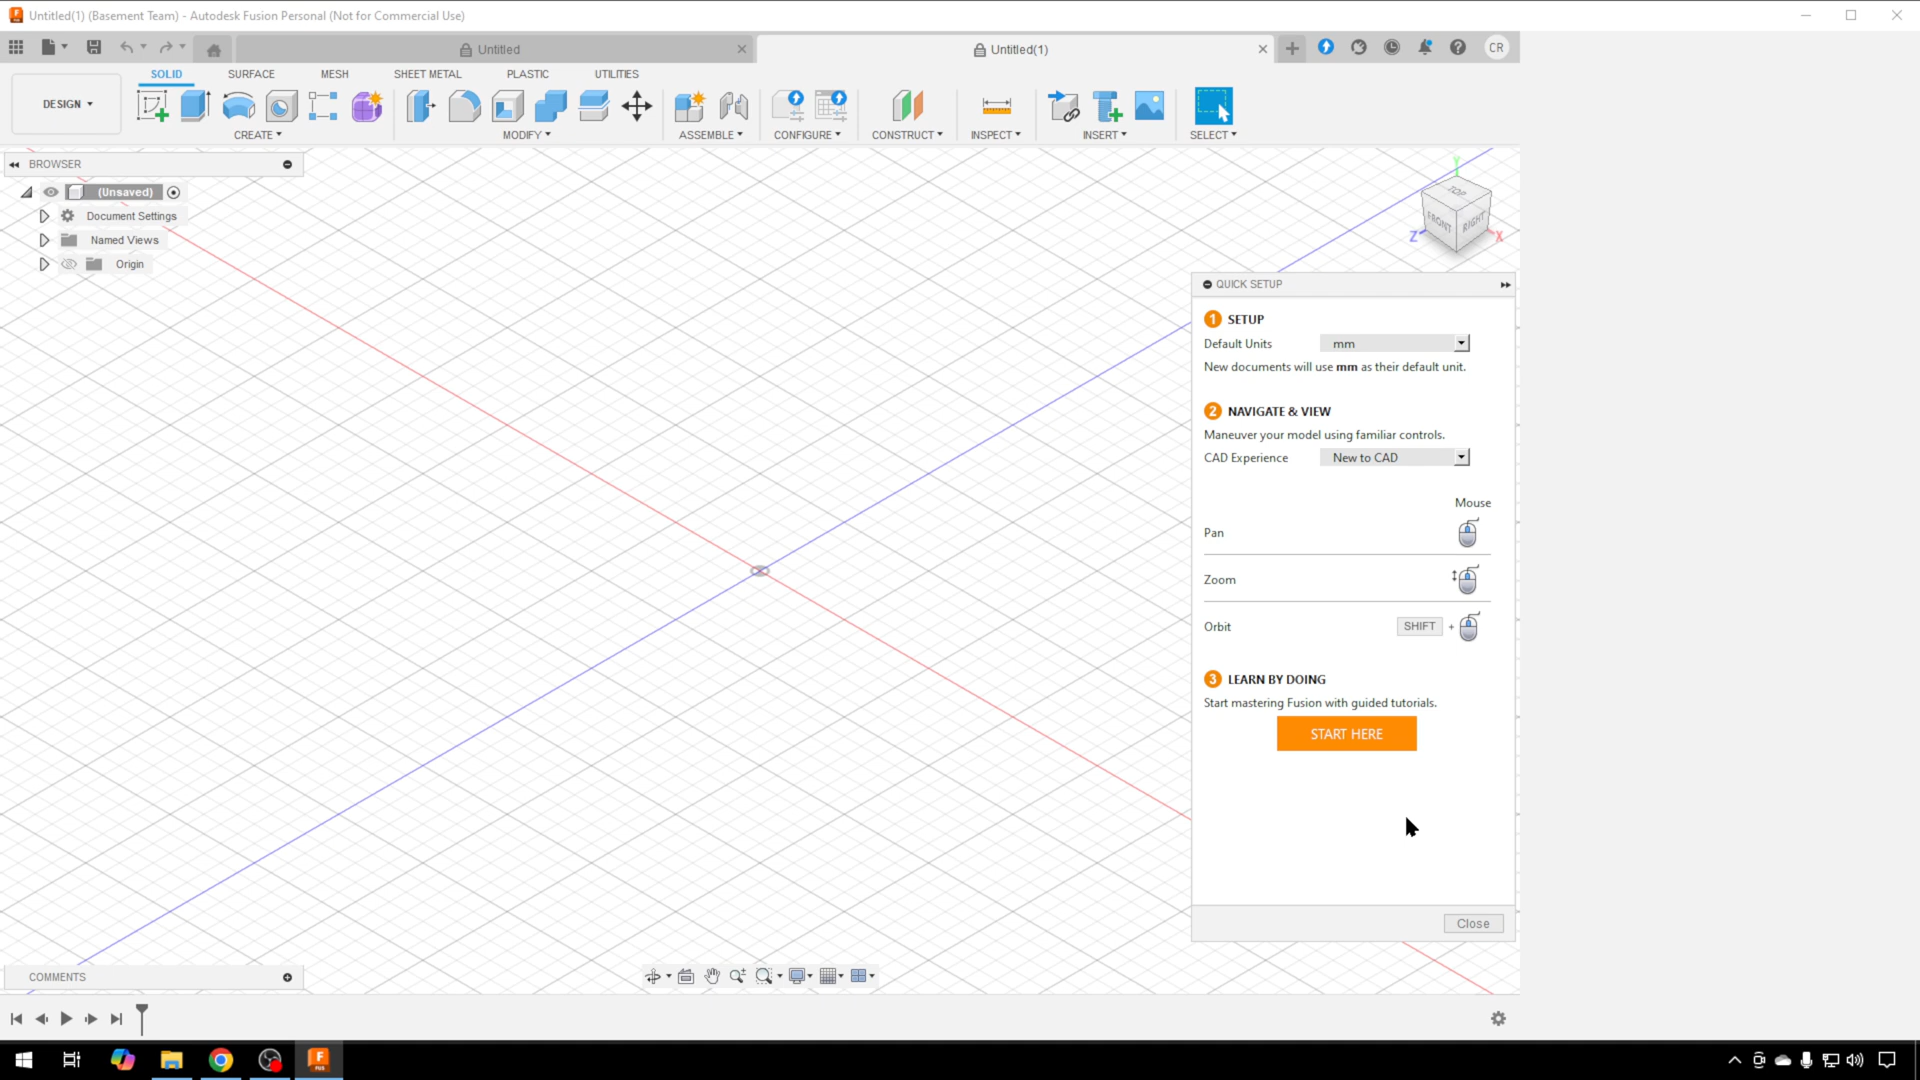 Untitled(1) (Basement Team) - Autodesk Fusion Personal (Not for Commercial Use)
Untitled
Untitled(1)
CR
DESIGN
SOLID
SURFACE
MESH
SHEET METAL
PLASTIC
UTILITIES
CREATE
MODIFY
ASSEMBLE
CONFIGURE
CONSTRUCT
INSPECT
INSERT
SELECT
BROWSER
(Unsaved)
Document Settings
Named Views
Origin
Y
TOP
FRONT
RIGHT
Z
X
QUICK SETUP
1 SETUP
Default Units mm
New documents will use mm as their default unit.
2 NAVIGATE & VIEW
Maneuver your model using familiar controls.
CAD Experience New to CAD
Mouse
Pan
Zoom
Orbit SHIFT +
3 LEARN BY DOING
Start mastering Fusion with guided tutorials.
START HERE
Close
COMMENTS
F
FUS